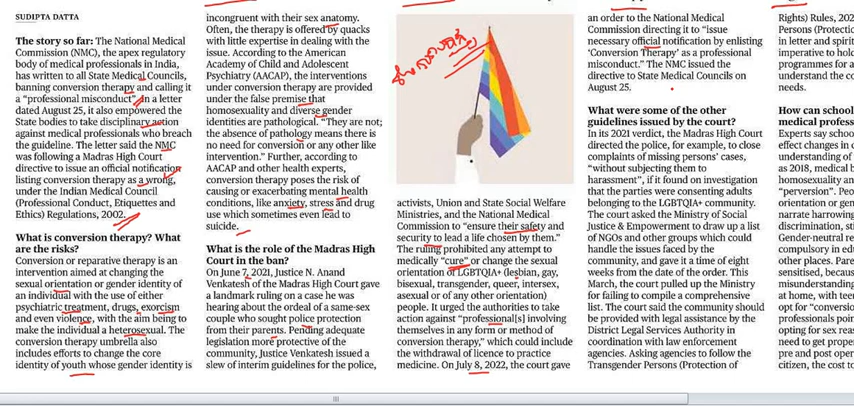 SUDIPTA DATTA
The story so far: The National Medical
Commission (NMC), the apex regulatory
body of medical professionals in India,
has written to all State Medical Councils,
banning conversion therapy and calling it
a “professional misconduct”. In a letter
dated August 25, it also empowered the
State bodies to take disciplinary action
against medical professionals who breach
the guideline. The letter said the NMC
was following a Madras High Court
directive to issue an official notification
listing conversion therapy as a wrong,
under the Indian Medical Council
(Professional Conduct, Etiquettes and
Ethics) Regulations, 2002.
What is conversion therapy? What
are the risks?
Conversion or reparative therapy is an
intervention aimed at changing the
sexual orientation or gender identity of
an individual with the use of either
psychiatric treatment, drugs, exorcism
and even violence, with the aim being to
make the individual a heterosexual. The
conversion therapy umbrella also
includes efforts to change the core
identity of youth whose gender identity is
incongruent with their sex anatomy.
Often, the therapy is offered by quacks
with little expertise in dealing with the
issue. According to the American
Academy of Child and Adolescent
Psychiatry (AACAP), the interventions
under conversion therapy are provided
under the false premise that
homosexuality and diverse gender
identities are pathological. “They are not;
the absence of pathology means there is
no need for conversion or any other like
intervention.” Further, according to
AACAP and other health experts,
conversion therapy poses the risk of
causing or exacerbating mental health
conditions, like anxiety, stress and drug
use which sometimes even lead to
suicide.
What is the role of the Madras High
Court in the ban?
On June 7, 2021, Justice N. Anand
Venkatesh of the Madras High Court gave
a landmark ruling on a case he was
hearing about the ordeal of a same-sex
couple who sought police protection
from their parents. Pending adequate
legislation more protective of the
community, Justice Venkatesh issued a
slew of interim guidelines for the police,
activists, Union and State Social Welfare
Ministries, and the National Medical
Commission to “ensure their safety and
security to lead a life chosen by them.”
The ruling prohibited any attempt to
medically “cure” or change the sexual
orientation of LGBTQIA+ (lesbian, gay,
bisexual, transgender, queer, intersex,
asexual or of any other orientation)
people. It urged the authorities to take
action against “professional[s] involving
themselves in any form or method of
conversion therapy,” which could include
the withdrawal of licence to practice
medicine. On July 8, 2022, the court gave
an order to the National Medical
Commission directing it to “issue
necessary official notification by enlisting
‘Conversion Therapy’ as a professional
misconduct.” The NMC issued the
directive to State Medical Councils on
August 25.
What were some of the other
guidelines issued by the court?
In its 2021 verdict, the Madras High Court
directed the police, for example, to close
complaints of missing persons’ cases,
“without subjecting them to
harassment”, if it found on investigation
that the parties were consenting adults
belonging to the LGBTQIA+ community.
The court asked the Ministry of Social
Justice & Empowerment to draw up a list
of NGOs and other groups which could
handle the issues faced by the
community, and gave it a time of eight
weeks from the date of the order. This
March, the court pulled up the Ministry
for failing to compile a comprehensive
list. The court said the community should
be provided with legal assistance by the
District Legal Services Authority in
coordination with law enforcement
agencies. Asking agencies to follow the
Transgender Persons (Protection of
Rights) Rules, 202
Persons (Protectio
in letter and spirit
imperative to hold
programmes for a
understand the co
needs.
How can school
medical profess
Experts say schoo
effect changes in c
understanding of
as 2018, medical b
homosexuality an
“perversion”. Peo
orientation or gen
narrate harrowing
discrimination, sti
Gender-neutral re
compulsory in edu
other places. Pare
sensitised, because
misunderstanding
at home, with teen
opt for “conversio
professionals poin
opting for sex reas
need to get proper
pre and post opera
citizen, the cost to